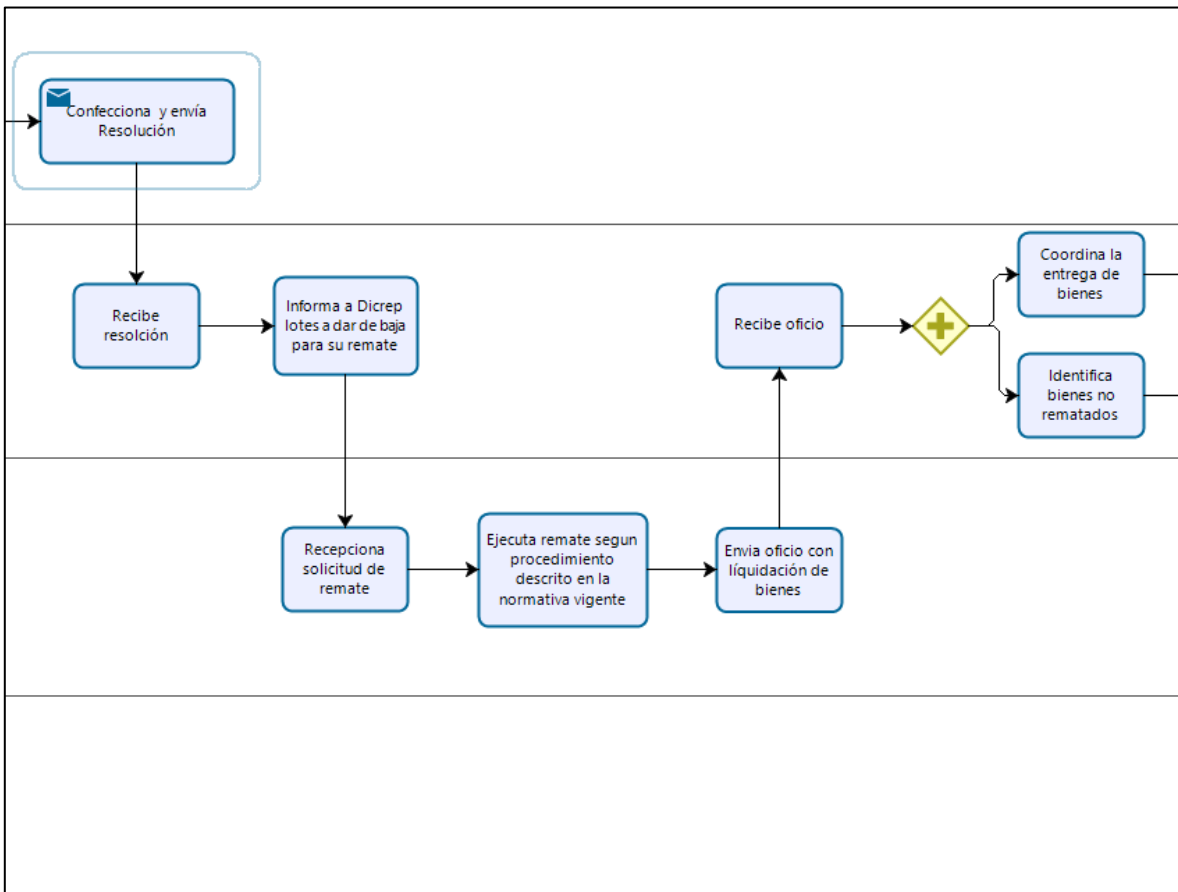 Confecciona y envía
Resolución
Recibe
resolción
Informa a Dicrep
lotes a dar de baja
para su remate
Recibe oficio
Coordina la
entrega de
bienes
Identifica
bienes no
rematados
Recepciona
solicitud de
remate
Ejecuta remate segun
procedimiento
descrito en la
normativa vigente
Envia oficio con
líquidación de
bienes